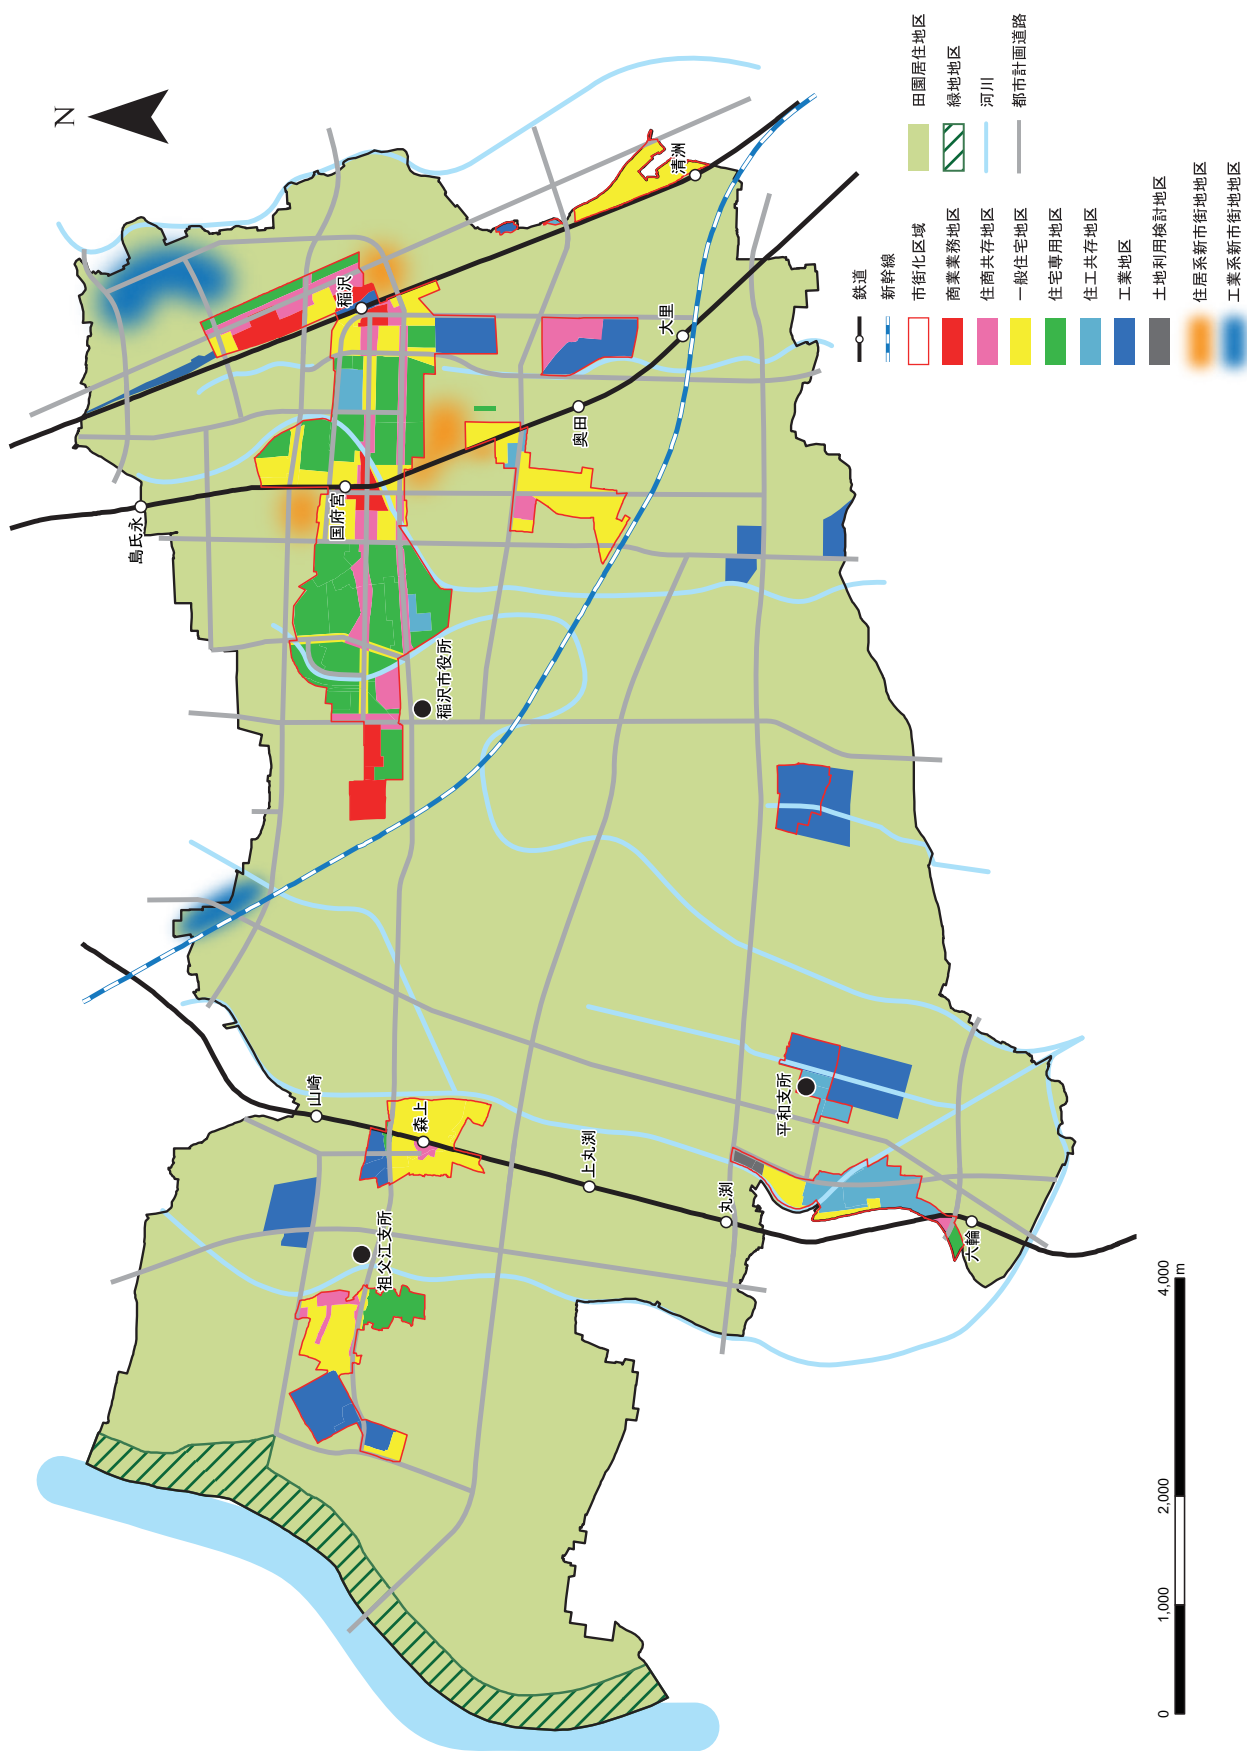 N
島氏永
国府宮
稲沢
清洲
大里
奥田
稲沢市役所
山崎
森上
上丸渕
丸渕
六輪
平和支所
祖父江支所
鉄道
新幹線
市街化区域
商業業務地区
住商共存地区
一般住宅地区
住宅専用地区
住工共存地区
工業地区
土地利用検討地区
住居系新市街地地区
工業系新市街地地区
田園居住地区
緑地地区
河川
都市計画道路
0 1,000 2,000 4,000
m